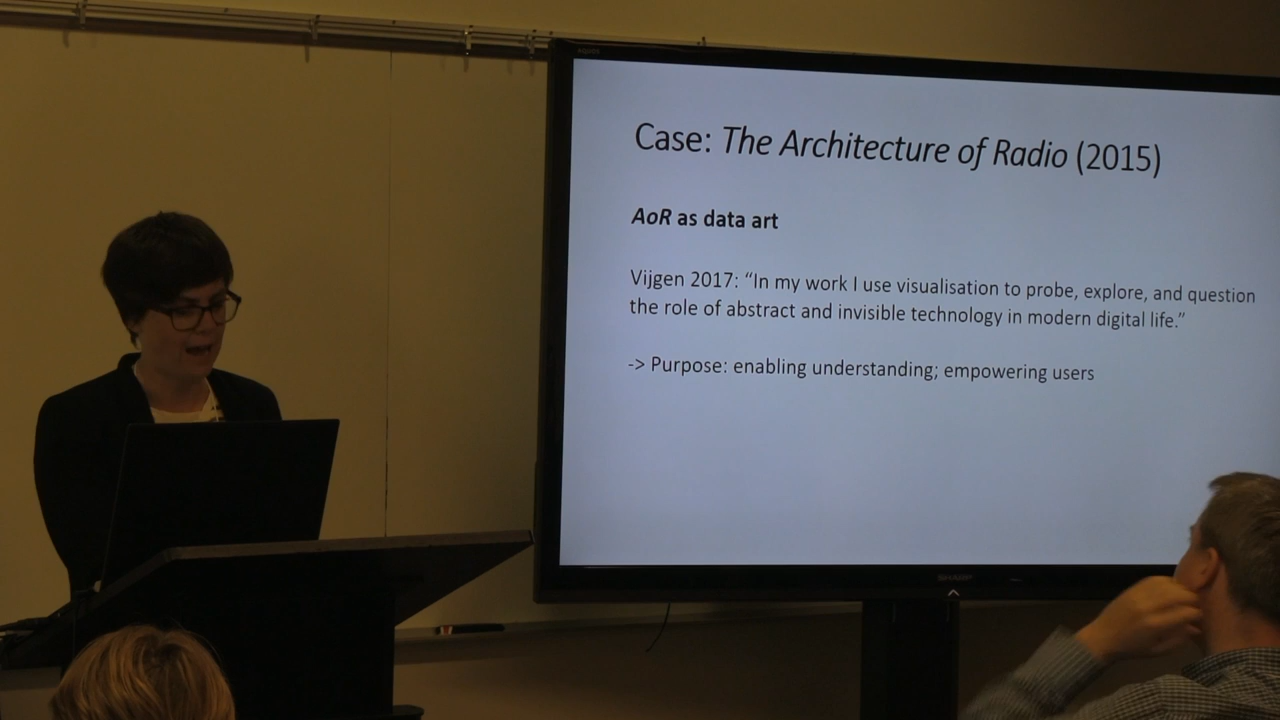 AQUOS
Case: The Architecture of Radio (2015)
AoR as data art
Vijgen 2017: “In my work I use visualisation to probe, explore, and question
the role of abstract and invisible technology in modern digital life.”
-> Purpose: enabling understanding; empowering users
SHARP